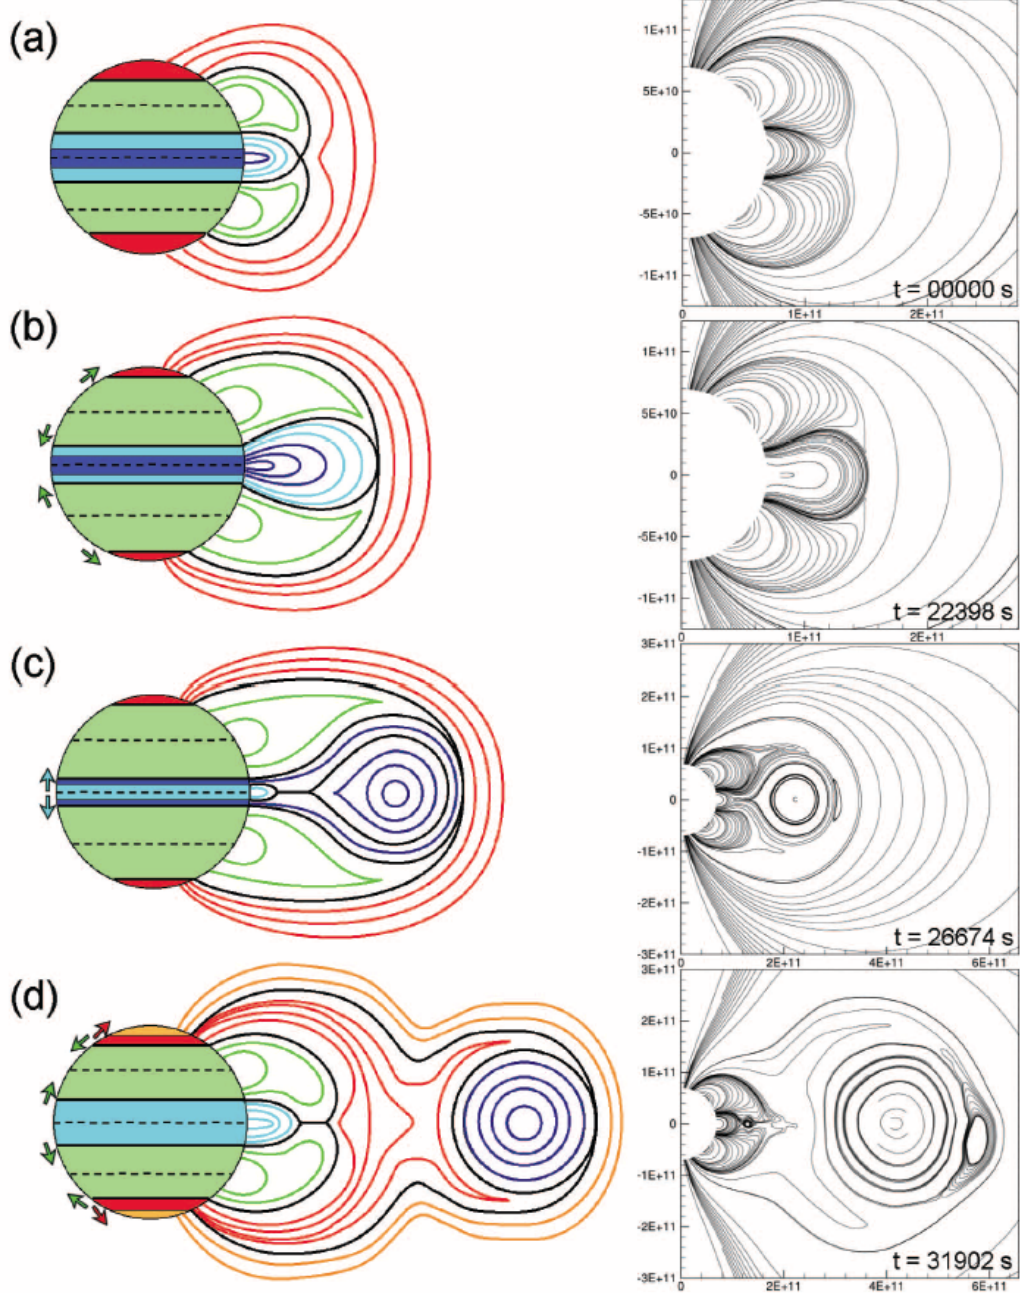 (a)
1E+11
5E+10
0
-5E+10
-1E+11
t = 00000 s
0
1E+11
2E+11
(b)
1E+11
5E+10
0
-5E+10
-1E+11
t = 22398 s
0
1E+11
2E+11
(c)
3E+11
2E+11
1E+11
0
-1E+11
-2E+11
-3E+11
t = 26674 s
0
2E+11
4E+11
6E+11
(d)
3E+11
2E+11
1E+11
0
-1E+11
-2E+11
-3E+11
t = 31902 s
0
2E+11
4E+11
6E+11